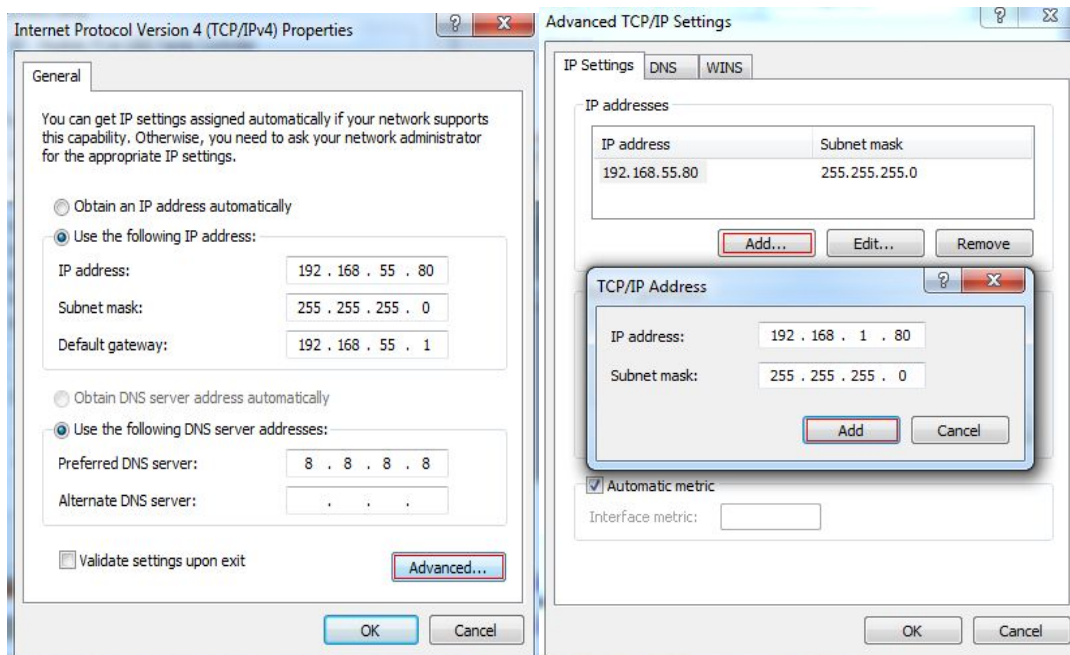 Internet Protocol Version 4 (TCP/IPv4) Properties
General
You can get IP settings assigned automatically if your network supports
this capability. Otherwise, you need to ask your network administrator
for the appropriate IP settings.
Obtain an IP address automatically
Use the following IP address:
IP address: 192 . 168 . 55 . 80
Subnet mask: 255 . 255 . 255 . 0
Default gateway: 192 . 168 . 55 . 1
Obtain DNS server address automatically
Use the following DNS server addresses:
Preferred DNS server: 8 . 8 . 8 . 8
Alternate DNS server: . . .
Validate settings upon exit
Advanced...
OK Cancel
Advanced TCP/IP Settings
IP Settings DNS WINS
IP addresses
IP address Subnet mask
192.168.55.80 255.255.255.0
Add... Edit... Remove
TCP/IP Address
IP address: 192 . 168 . 1 . 80
Subnet mask: 255 . 255 . 255 . 0
Add Cancel
Automatic metric
Interface metric:
OK Cancel